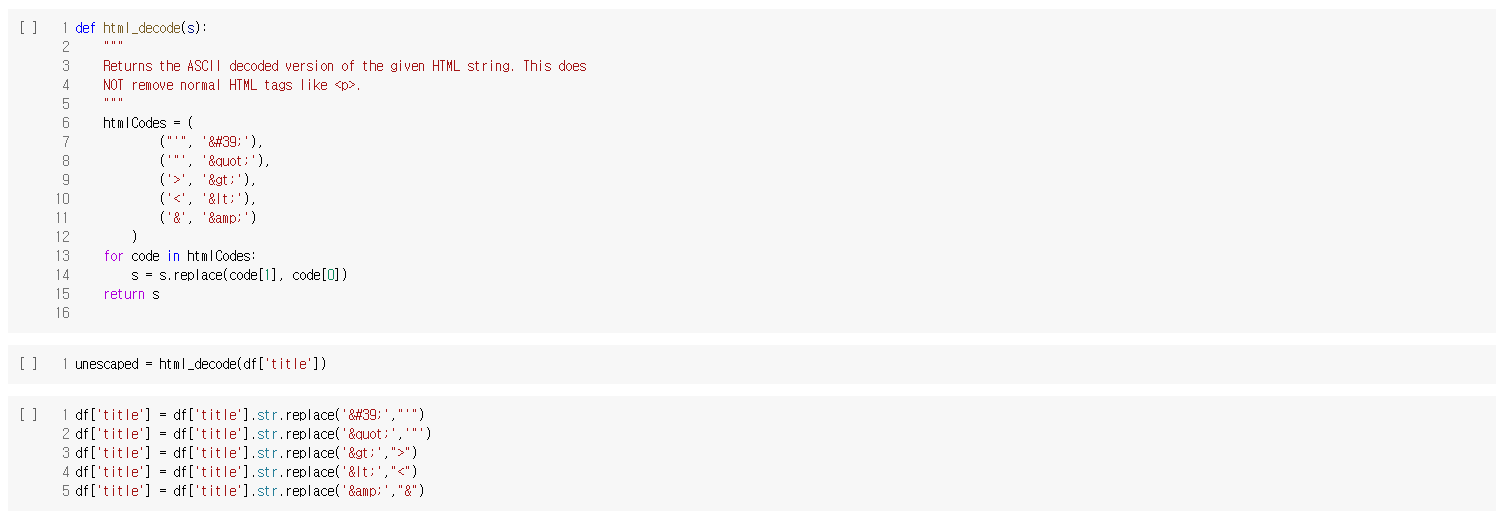 [ ] 1 def html_decode(s):
2     """
3     Returns the ASCII decoded version of the given HTML string. This does
4     NOT remove normal HTML tags like <p>.
5     """
6     htmlCodes = (
7             ("'", '&#39;'),
8             ('"', '&quot;'),
9             ('>', '&gt;'),
10             ('<', '&lt;'),
11             ('&', '&amp;')
12         )
13     for code in htmlCodes:
14         s = s.replace(code[1], code[0])
15     return s
16
[ ] 1 unescaped = html_decode(df['title'])
[ ] 1 df['title'] = df['title'].str.replace('&#39;',"'")
2 df['title'] = df['title'].str.replace('&quot;','"')
3 df['title'] = df['title'].str.replace('&gt;',">")
4 df['title'] = df['title'].str.replace('&lt;',"<")
5 df['title'] = df['title'].str.replace('&amp;',"&")